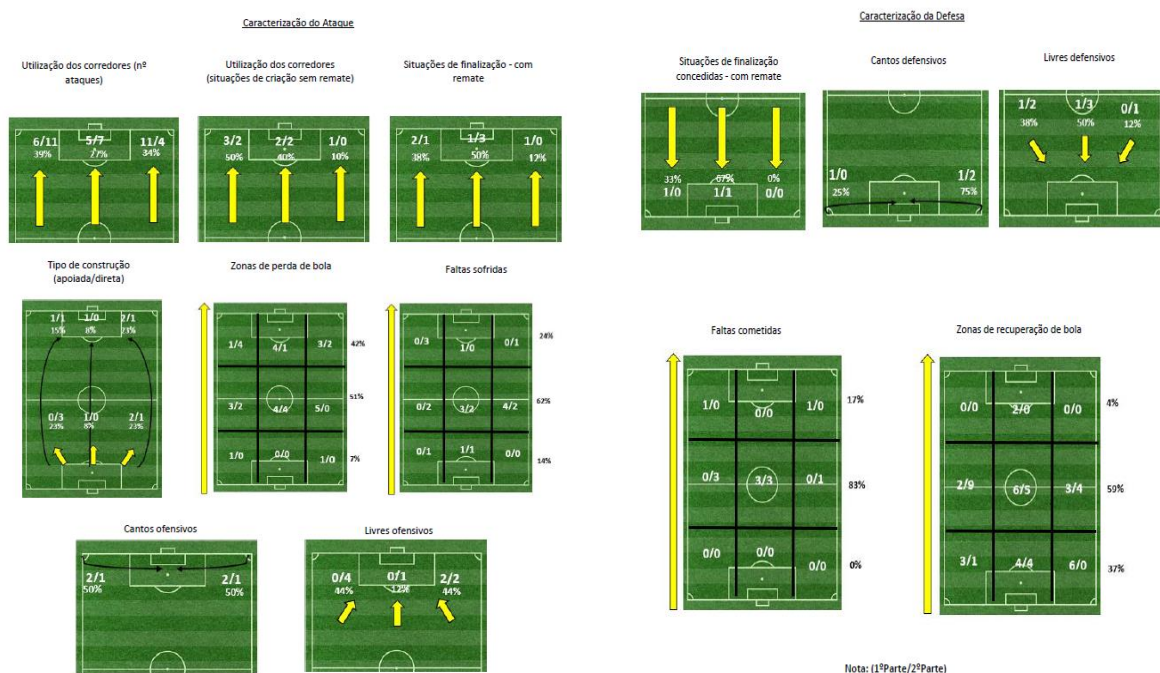 Caracterização do Ataque
Utilização dos corredores (nº
ataques)
Utilização dos corredores
(situações de criação sem remate)
Situações de finalização - com
remate
6/11 5/7 11/4
39% 27% 34%
3/2 2/2 1/0
50% 40% 10%
2/1 1/3 1/0
38% 50% 12%
Tipo de construção
(apoiada/direta)
Zonas de perda de bola
Faltas sofridas
1/1 1/0 2/1
15% 8% 23%
0/3 1/0 2/1
23% 8% 23%
1/4 4/1 3/2 42%
3/2 4/4 5/0 51%
1/0 0/0 1/0 7%
0/3 1/0 0/1 24%
0/2 3/2 4/2 62%
0/1 1/1 0/0 14%
Cantos ofensivos
Livres ofensivos
2/1 2/1
50% 50%
0/4 0/1 2/2
44% 12% 44%
Caracterização da Defesa
Situações de finalização
concedidas - com remate
Cantos defensivos
Livres defensivos
33% 67% 0%
1/0 1/1 0/0
1/0 1/2
25% 75%
1/2 1/3 0/1
38% 50% 12%
Faltas cometidas
Zonas de recuperação de bola
1/0 0/0 1/0 17%
0/3 3/3 0/1 83%
0/0 0/0 0/0 0%
0/0 2/0 0/0 4%
2/9 6/5 3/4 59%
3/1 4/4 6/0 37%
Nota: (1ºParte/2ºParte)